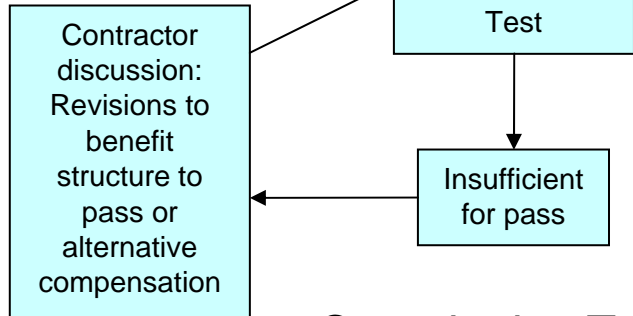 Contractor
discussion:
Revisions to
benefit
structure to
pass or
alternative
compensation
Test
Insufficient
for pass